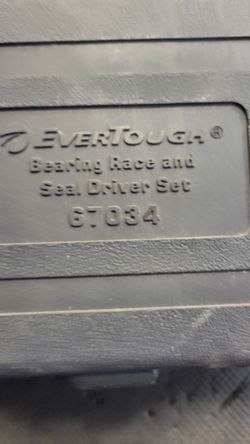 EVERTOUGH®
Bearing Race and
Seal Driver Set
67034